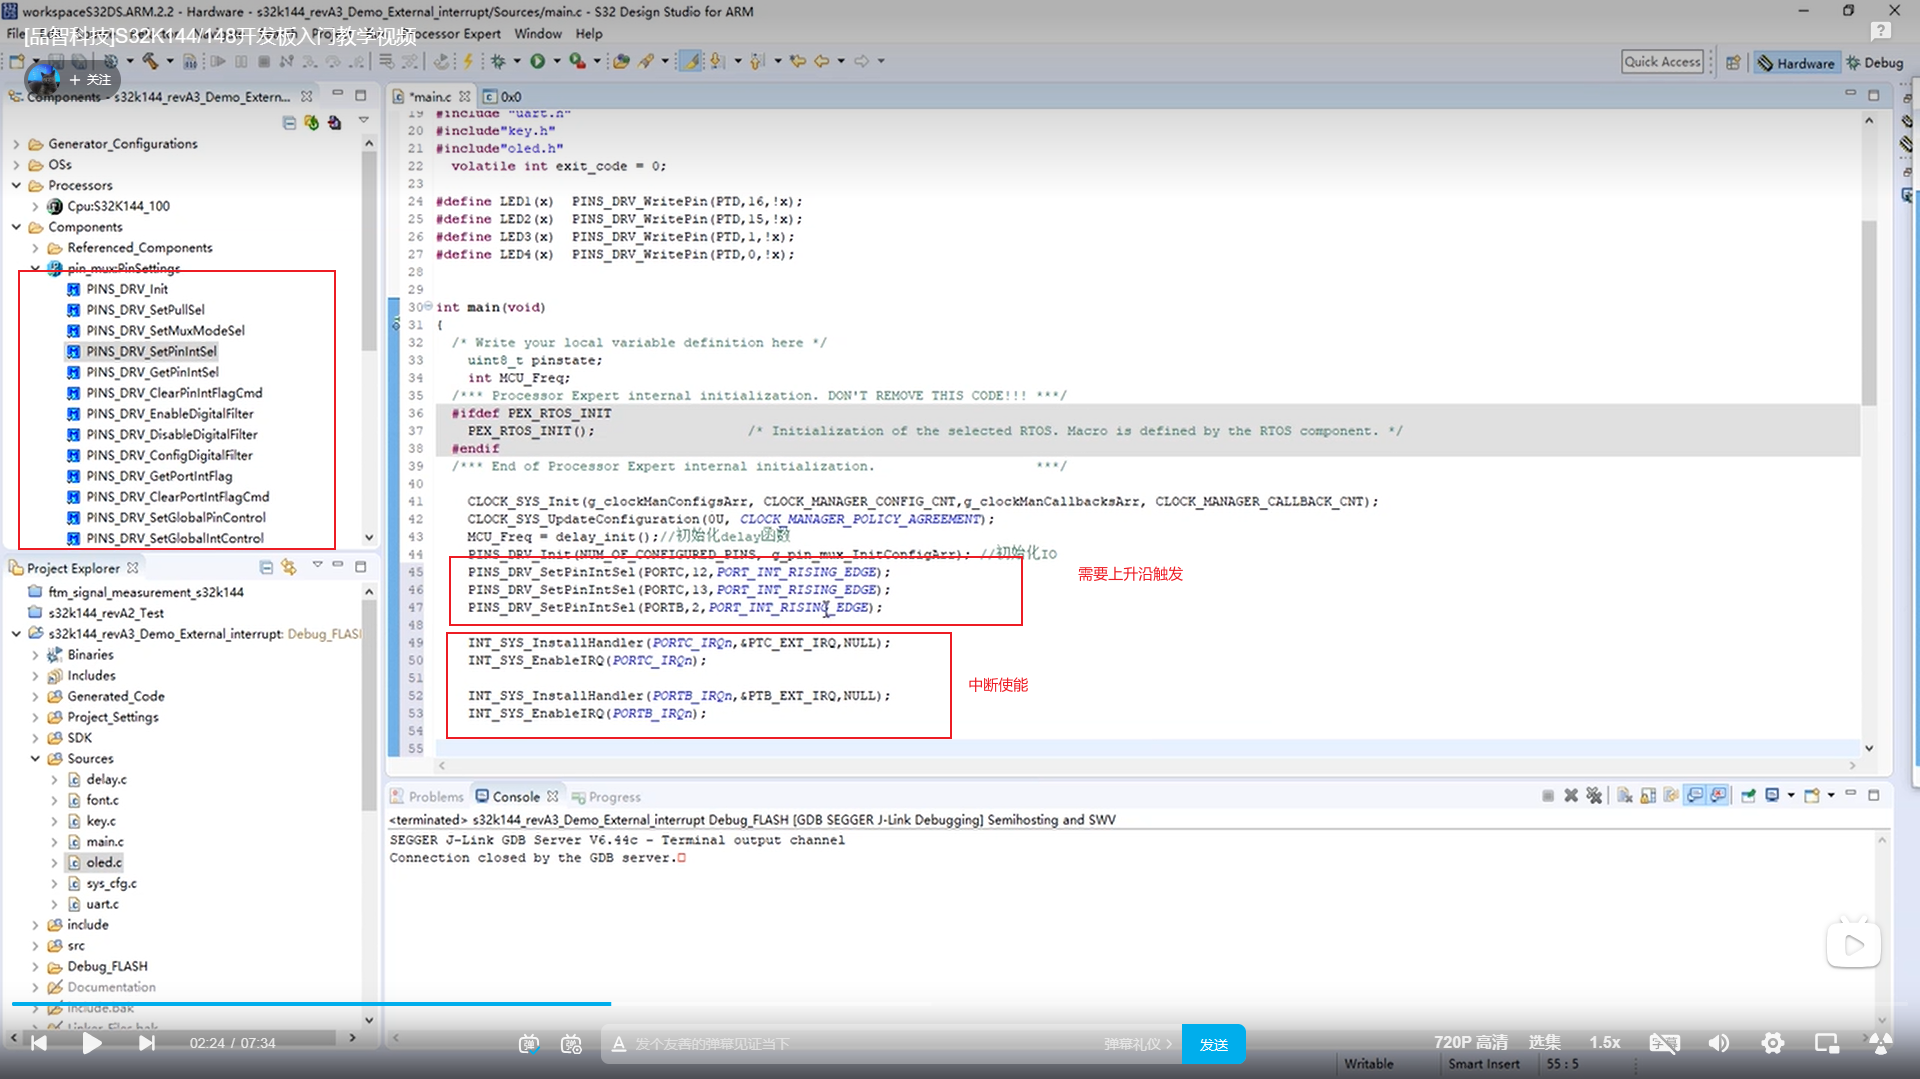 workspaceS32DS.ARM.2.2 - Hardware - s32k144_revA3_Demo_External_interrupt/Sources/main.c - S32 Design Studio for ARM
[品智科技]S32K144/148开发板入门教学视频
Processor Expert Window Help
+ 关注
Quick Access
Hardware
Debug
Components - s32k144_revA3_Demo_Extern...
Generator_Configurations
OSs
Processors
Cpu:S32K144_100
Components
Referenced_Components
pin_mux:PinSettings
PINS_DRV_Init
PINS_DRV_SetPullSel
PINS_DRV_SetMuxModeSel
PINS_DRV_SetPinIntSel
PINS_DRV_GetPinIntSel
PINS_DRV_ClearPinIntFlagCmd
PINS_DRV_EnableDigitalFilter
PINS_DRV_DisableDigitalFilter
PINS_DRV_ConfigDigitalFilter
PINS_DRV_GetPortIntFlag
PINS_DRV_ClearPortIntFlagCmd
PINS_DRV_SetGlobalPinControl
PINS_DRV_SetGlobalIntControl
Project Explorer
ftm_signal_measurement_s32k144
s32k144_revA2_Test
s32k144_revA3_Demo_External_interrupt: Debug_FLASH
Binaries
Includes
Generated_Code
Project_Settings
SDK
Sources
delay.c
font.c
key.c
main.c
oled.c
sys_cfg.c
uart.c
include
src
Debug_FLASH
Documentation
include.bak
Linker_Files.bak
*main.c
0x0
19 #include "uart.h"
20 #include"key.h"
21 #include"oled.h"
22 volatile int exit_code = 0;
23
24 #define LED1(x) PINS_DRV_WritePin(PTD,16,!x);
25 #define LED2(x) PINS_DRV_WritePin(PTD,15,!x);
26 #define LED3(x) PINS_DRV_WritePin(PTD,1,!x);
27 #define LED4(x) PINS_DRV_WritePin(PTD,0,!x);
28
29
30 int main(void)
31 {
32 /* Write your local variable definition here */
33 uint8_t pinstate;
34 int MCU_Freq;
35 /*** Processor Expert internal initialization. DON'T REMOVE THIS CODE!!! ***/
36 #ifdef PEX_RTOS_INIT
37 PEX_RTOS_INIT(); /* Initialization of the selected RTOS. Macro is defined by the RTOS component. */
38 #endif
39 /*** End of Processor Expert internal initialization. ***/
40
41 CLOCK_SYS_Init(g_clockManConfigsArr, CLOCK_MANAGER_CONFIG_CNT,g_clockManCallbacksArr, CLOCK_MANAGER_CALLBACK_CNT);
42 CLOCK_SYS_UpdateConfiguration(0U, CLOCK_MANAGER_POLICY_AGREEMENT);
43 MCU_Freq = delay_init();//初始化delay函数
44 PINS_DRV_Init(NUM_OF_CONFIGURED_PINS, g_pin_mux_InitConfigArr); //初始化IO
45 PINS_DRV_SetPinIntSel(PORTC,12,PORT_INT_RISING_EDGE);
46 PINS_DRV_SetPinIntSel(PORTC,13,PORT_INT_RISING_EDGE);
47 PINS_DRV_SetPinIntSel(PORTB,2,PORT_INT_RISING_EDGE);
需要上升沿触发
48
49 INT_SYS_InstallHandler(PORTC_IRQn,&PTC_EXT_IRQ,NULL);
50 INT_SYS_EnableIRQ(PORTC_IRQn);
51
中断使能
52 INT_SYS_InstallHandler(PORTB_IRQn,&PTB_EXT_IRQ,NULL);
53 INT_SYS_EnableIRQ(PORTB_IRQn);
54
55
Problems Console Progress
<terminated> s32k144_revA3_Demo_External_interrupt Debug_FLASH [GDB SEGGER J-Link Debugging] Semihosting and SWV
SEGGER J-Link GDB Server V6.44c - Terminal output channel
Connection closed by the GDB server.
02:24 / 07:34
发个友善的弹幕见证当下
弹幕礼仪
发送
720P 高清
选集
1.5x
Writable
Smart Insert
55 : 5